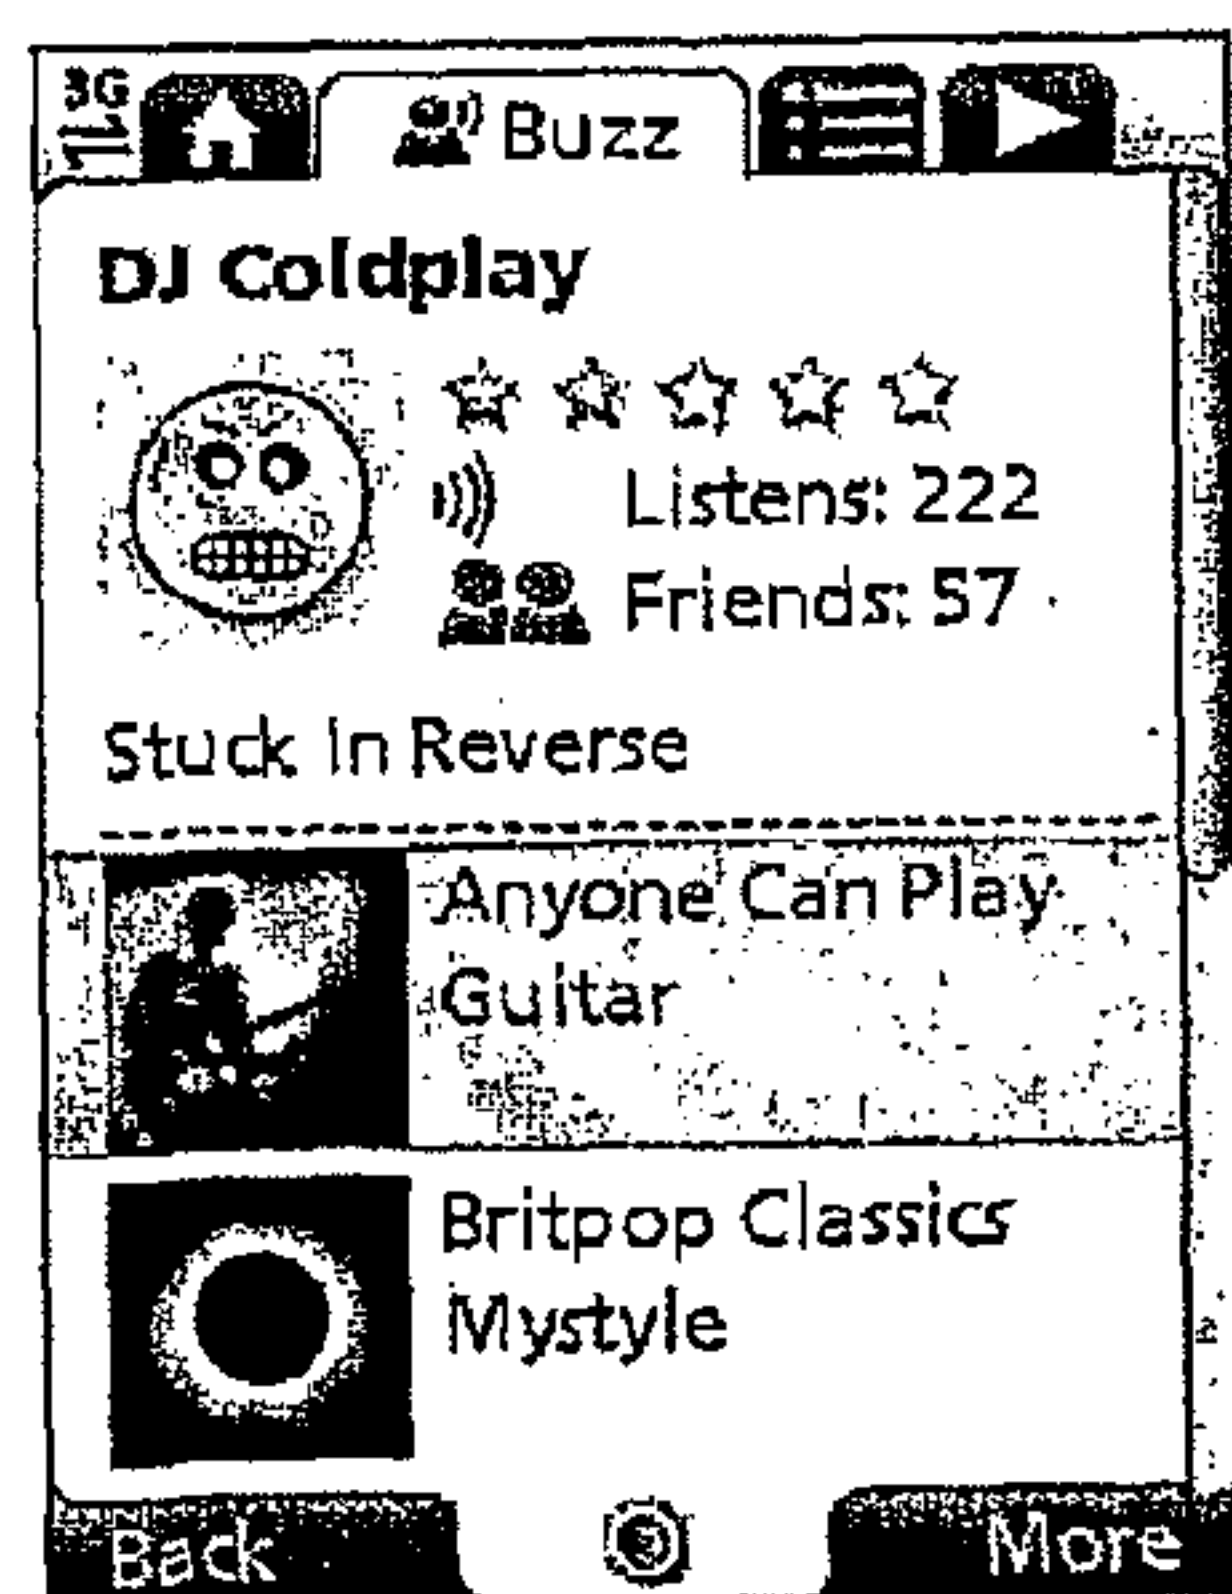 3G
Buzz
DJ Coldplay
Listens: 222
Friends: 57
Stuck In Reverse
Anyone Can Play
Guitar
Britpop Classics
Mystyle
Back
More